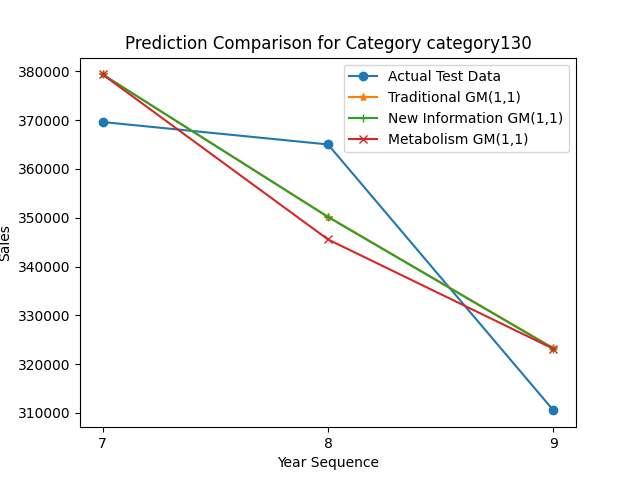 Prediction Comparison for Category category130
380000
370000
360000
350000
340000
330000
320000
310000
Sales
Actual Test Data
Traditional GM(1,1)
New Information GM(1,1)
Metabolism GM(1,1)
7
8
9
Year Sequence